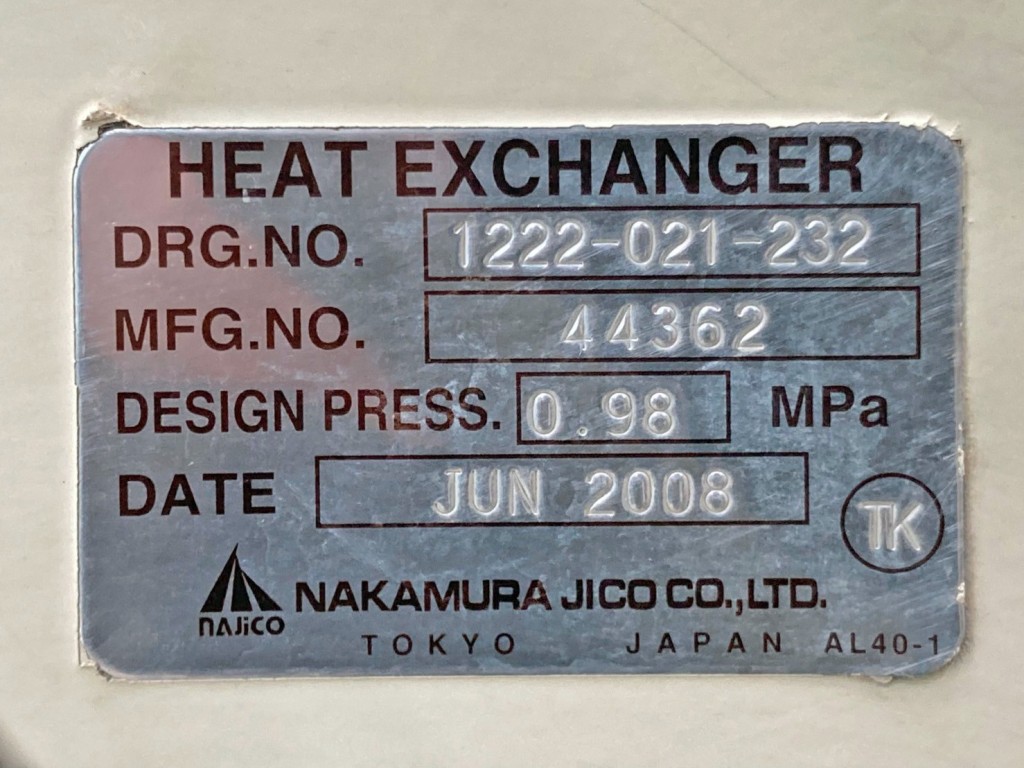 HEAT EXCHANGER
DRG.NO. 1222-021-232
MFG.NO. 44362
DESIGN PRESS. 0.98 MPa
DATE JUN 2008
TK
NAJICO NAKAMURA JICO CO.,LTD.
TOKYO JAPAN AL40-1